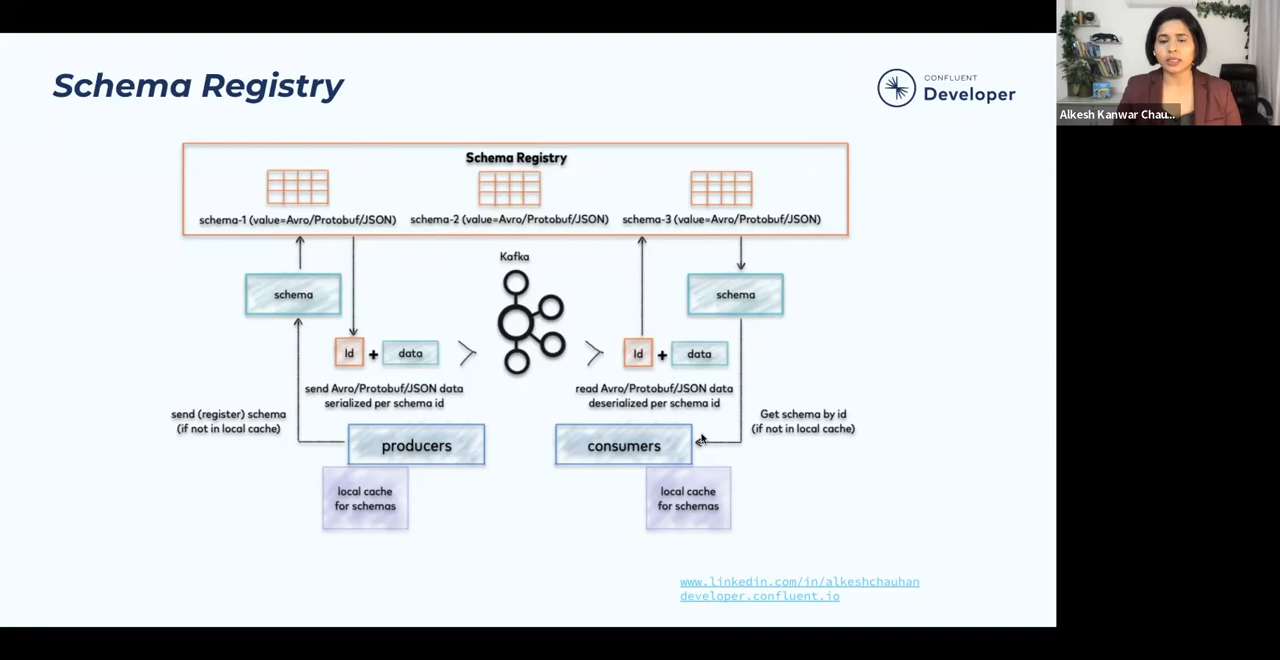 Schema Registry
CONFLUENT
Developer
Alkesh Kanwar Chau...
Schema Registry
schema-1 (value=Avro/Protobuf/JSON)
schema-2 (value=Avro/Protobuf/JSON)
schema-3 (value=Avro/Protobuf/JSON)
Kafka
schema
schema
Id + data
Id + data
send Avro/Protobuf/JSON data
serialized per schema id
read Avro/Protobuf/JSON data
deserialized per schema id
send (register) schema
(if not in local cache)
Get schema by id
(if not in local cache)
producers
consumers
local cache
for schemas
local cache
for schemas
www.linkedin.com/in/alkeshchauhan
developer.confluent.io